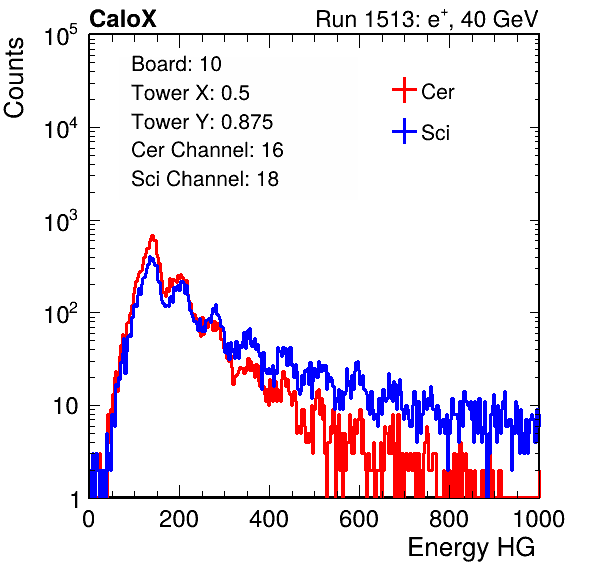 CaloX Run 1513: e⁺, 40 GeV
Counts
10⁵
10⁴
10³
10²
10
1
Board: 10
Tower X: 0.5
Tower Y: 0.875
Cer Channel: 16
Sci Channel: 18
Cer
Sci
0 200 400 600 800 1000
Energy HG